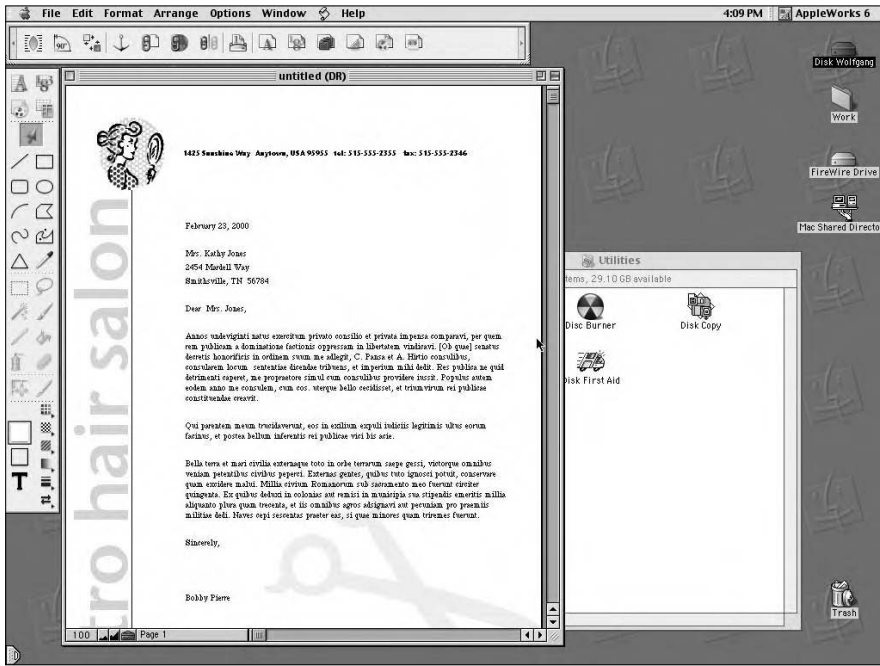 File Edit Format Arrange Options Window Help 4:09 PM AppleWorks 6
90°
untitled (DR)
Disk Wolfgang
Work
FireWire Drive
Mac Shared Directo
Trash
1425 Sunshine Way Anytown, USA 95955 tel: 515-555-2355 fax: 515-555-2346
tro hair salon
February 23, 2000
Mrs. Kathy Jones
2454 Mardell Way
Smithsville, TN 56784
Dear Mrs. Jones,
Annos undeviginti natus exercitum privato consilio et privata impensa comparavi, per quem
rem publicam a dominatione factionis oppressam in libertatem vindicavi. [Ob quae] senatus
decretis honorificis in ordinem suum me adlegit, C. Pansa et A. Hirtio consulibus,
consularem locum sententiae dicendae tribuens, et imperium mihi dedit. Res publica ne quid
detrimenti caperet, me propraetore simul cum consulibus providere iussit. Populus autem
eodem anno me consulem, cum cos. uterque bello cecidisset, et triumvirum rei publicae
constituendae creavit.
Qui parentem meum trucidaverunt, eos in exilium expuli iudiciis legitimis ultus eorum
facinus, et postea bellum inferentis rei publicae vici bis acie.
Bella terra et mari civilia externaque toto in orbe terrarum saepe gessi, victorque omnibus
veniam petentibus civibus peperci. Externas gentes, quibus tuto ignosci potuit, conservare
quam excidere malui. Millia civium Romanorum sub sacramento meo fuerunt circiter
quingenta. Ex quibus deduxi in colonias aut remisi in municipia sua stipendis emeritis millia
aliquanto plura quam trecenta, et iis omnibus agros adsignavi aut pecuniam pro praemiis
militiae dedi. Naves cepi sescentas praeter eas, si quae minores quam triremes fuerunt.
Sincerely,
Bobby Pierre
100 Page 1
Utilities
tems, 29.10 GB available
Disc Burner
Disk Copy
Disk First Aid
A
T